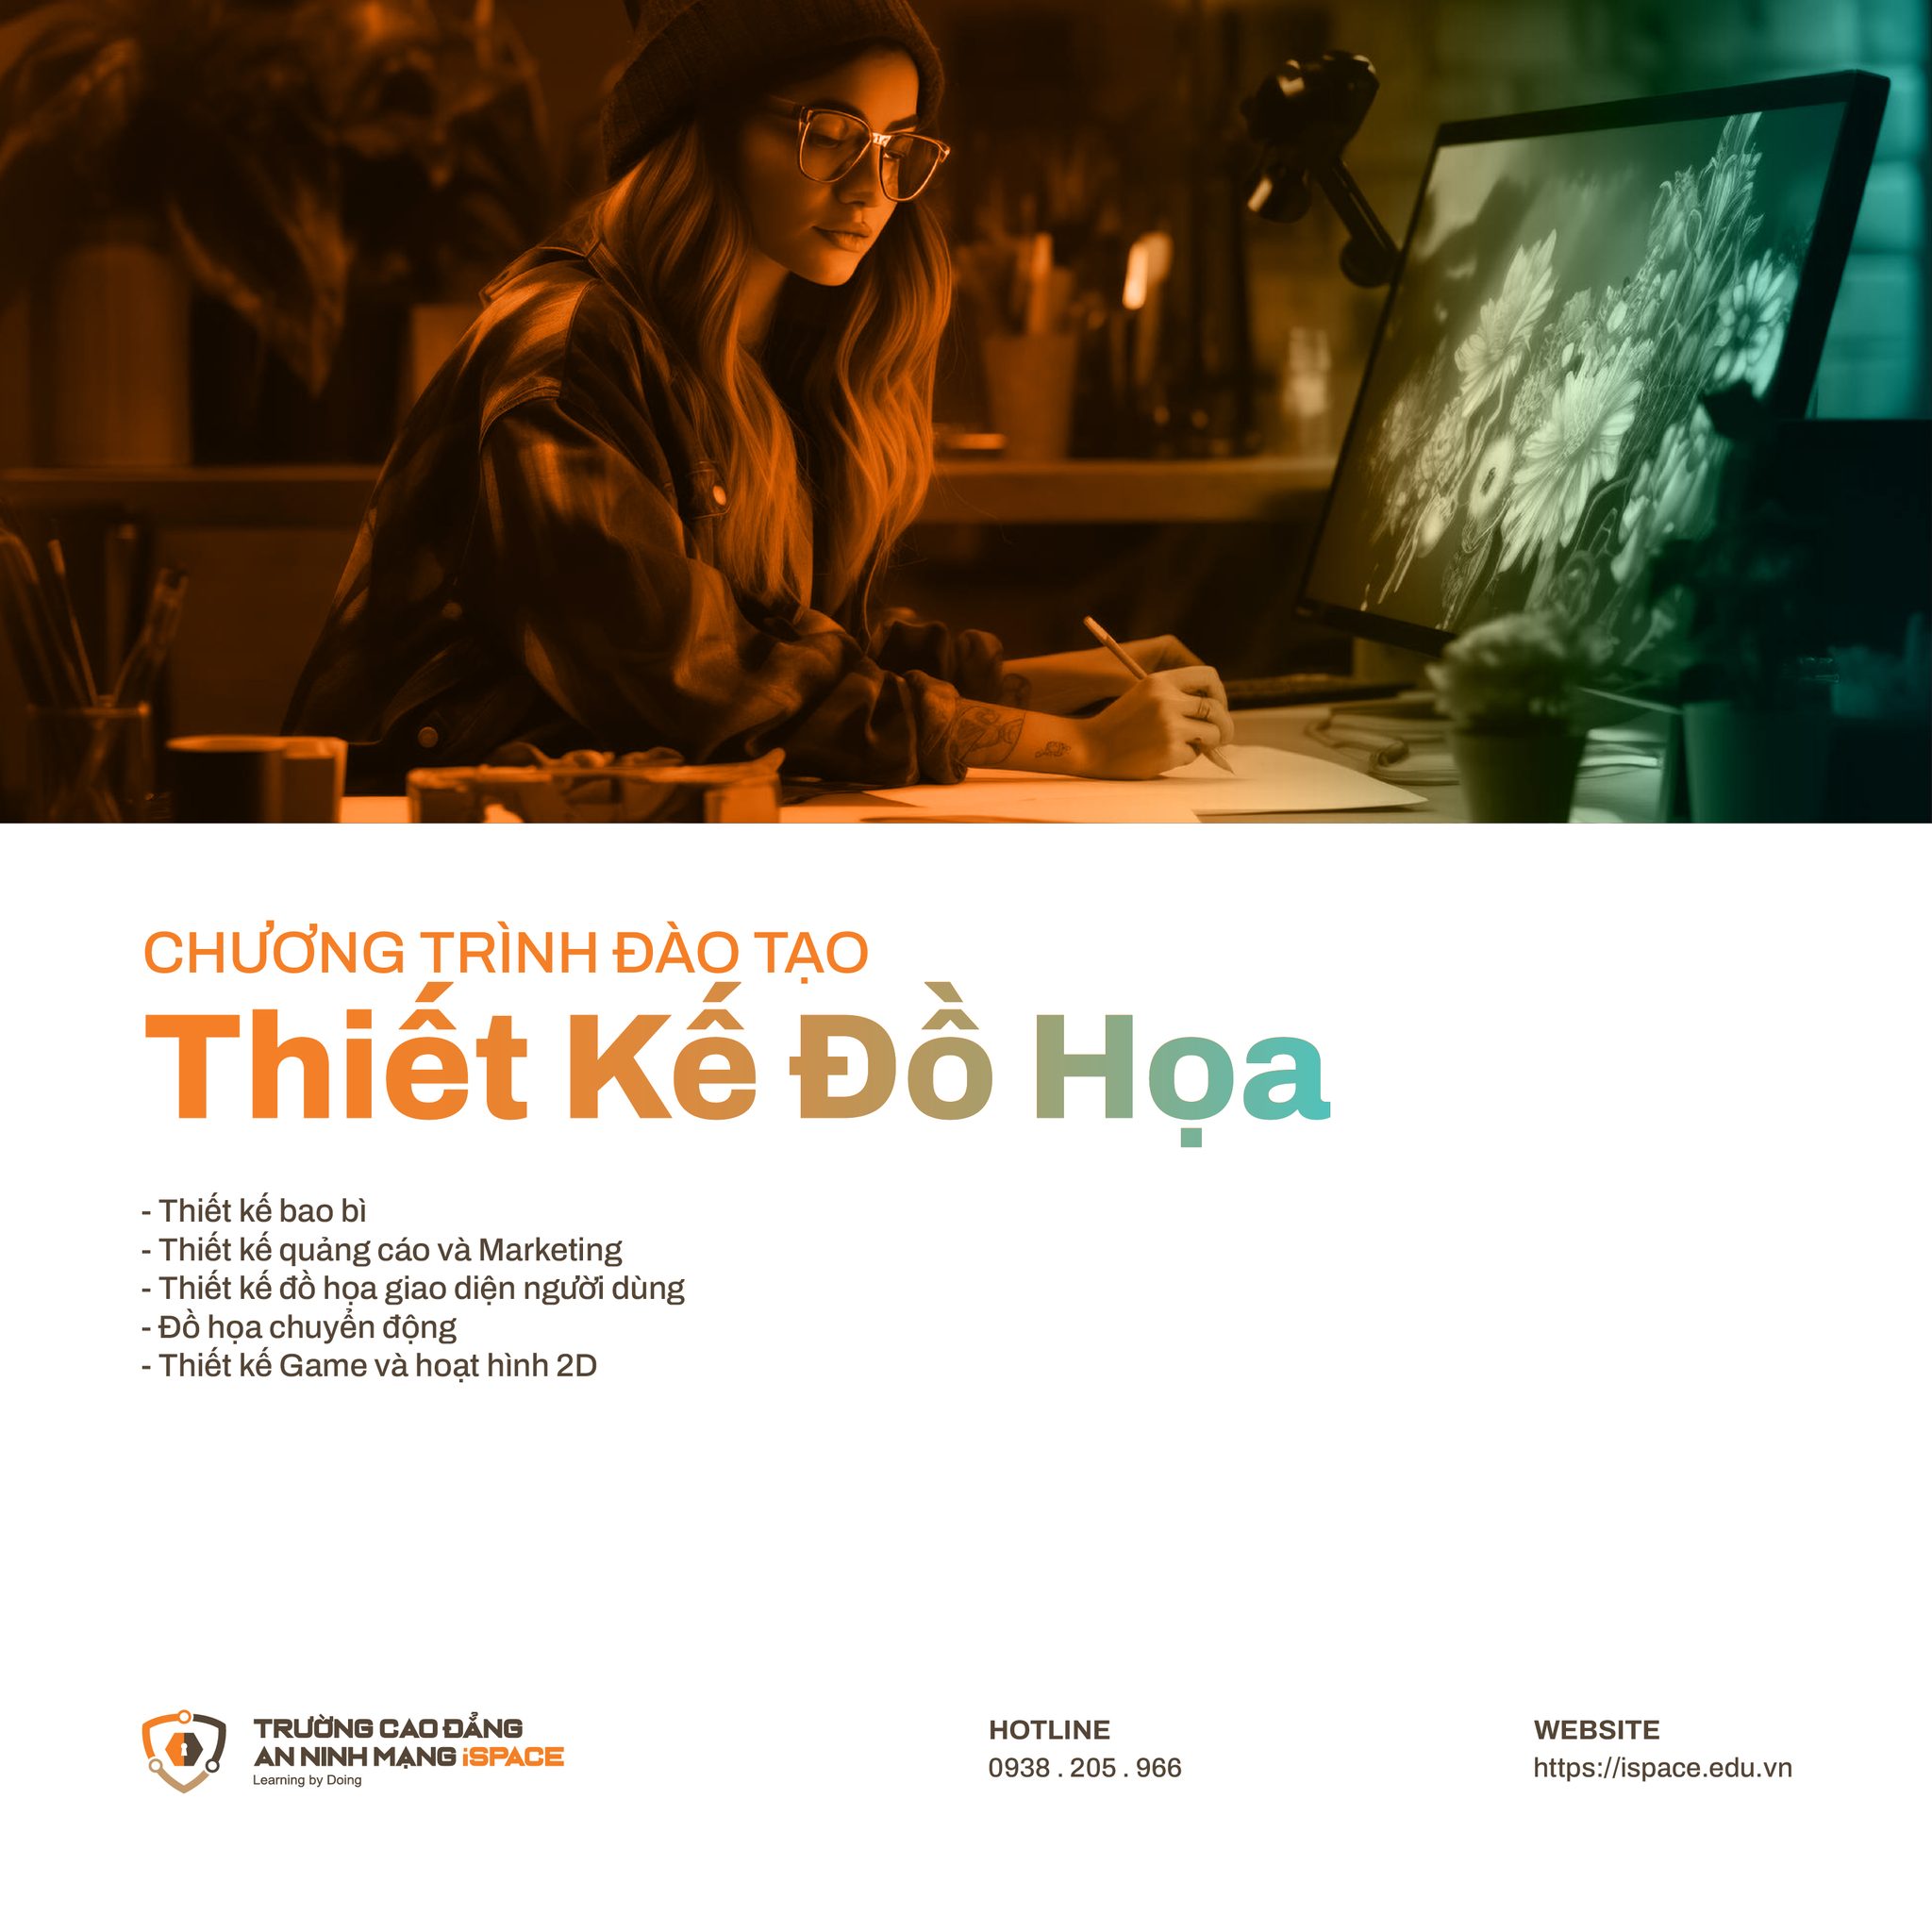 CHƯƠNG TRÌNH ĐÀO TẠO
Thiết Kế Đồ Họa
- Thiết kế bao bì
- Thiết kế quảng cáo và Marketing
- Thiết kế đồ họa giao diện người dùng
- Đồ họa chuyển động
- Thiết kế Game và hoạt hình 2D
TRƯỜNG CAO ĐẲNG
AN NINH MẠNG iSPACE
Learning by Doing
HOTLINE
0938 . 205 . 966
WEBSITE
https://ispace.edu.vn